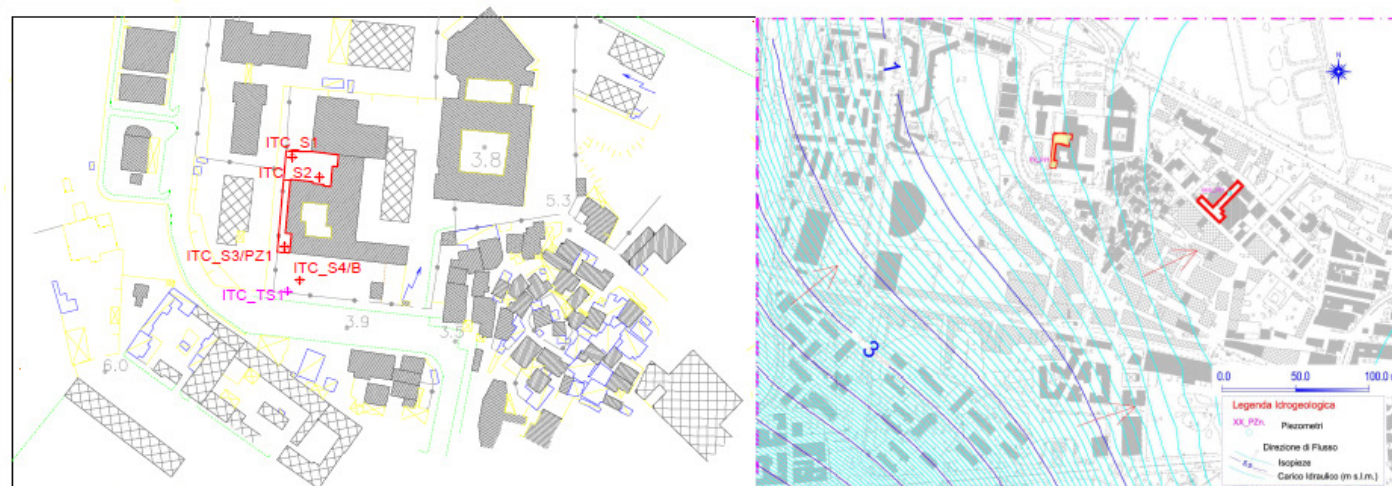 ITC_S1
3.8
ITC_S2
5.3
ITC_S3/PZ1
ITC_S4/B
ITC_TS1
3.9
3.5
6.0
1
3
N
0.0 50.0 100.0
Legenda Idrogeologica
XX_PZn. Piezometri
Direzione di Flusso
Isopieze
Carico Idraulico (m s.l.m.)